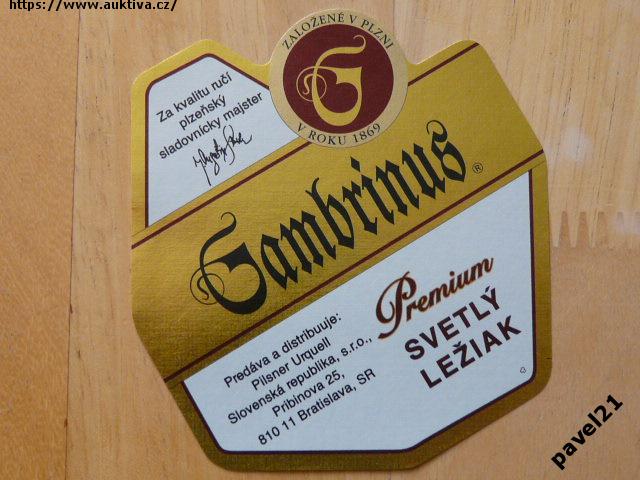 https://www.auktiva.cz/
ZALOŽENÉ V PLZNI
G
V ROKU 1869
Za kvalitu ručí
plzeňský
sladovnícky majster
Gambrinus®
Premium
SVETLÝ
LEŽIAK
Predáva a distribuuje:
Pilsner Urquell
Slovenská republika, s.r.o.,
Pribinova 25,
810 11 Bratislava, SR
pavel21